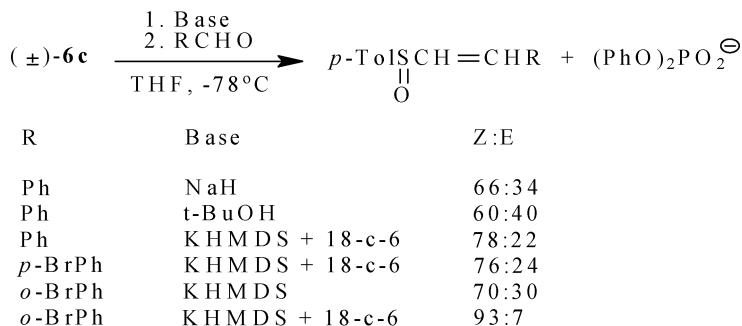 1. Base
2. RCHO
(±)-6c
THF, -78°C
p-TolSCH=CHR + (PhO)₂PO₂⊖
O
R Base Z:E
Ph NaH 66:34
Ph t-BuOH 60:40
Ph KHMDS + 18-c-6 78:22
p-BrPh KHMDS + 18-c-6 76:24
o-BrPh KHMDS 70:30
o-BrPh KHMDS + 18-c-6 93:7